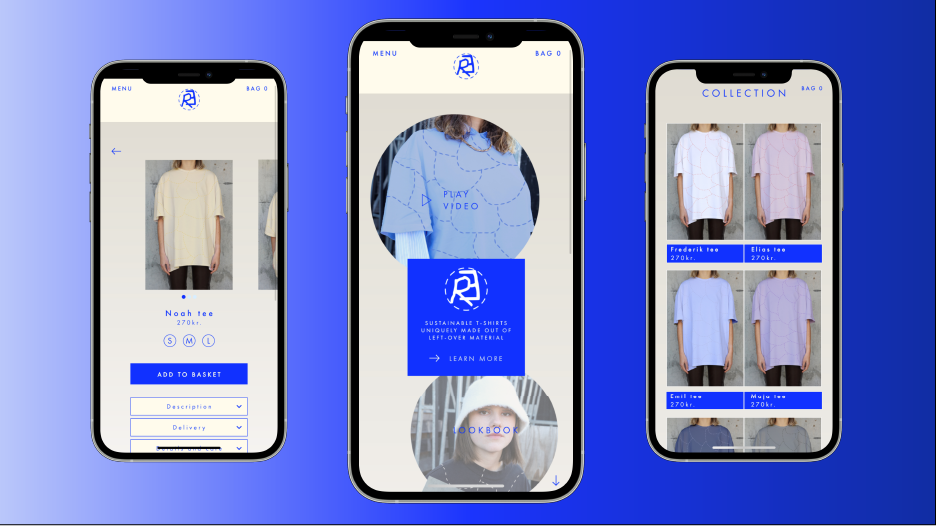 MENU
BAG 0
Noah tee
270kr.
S M L
ADD TO BASKET
Description
Delivery
MENU
BAG 0
PLAY
VIDEO
SUSTAINABLE T-SHIRTS
UNIQUELY MADE OUT OF
LEFT-OVER MATERIAL
LEARN MORE
LOOKBOOK
COLLECTION
BAG 0
Frederik tee
270kr.
Elias tee
270kr.
Emil tee
270kr.
Muju tee
270kr.